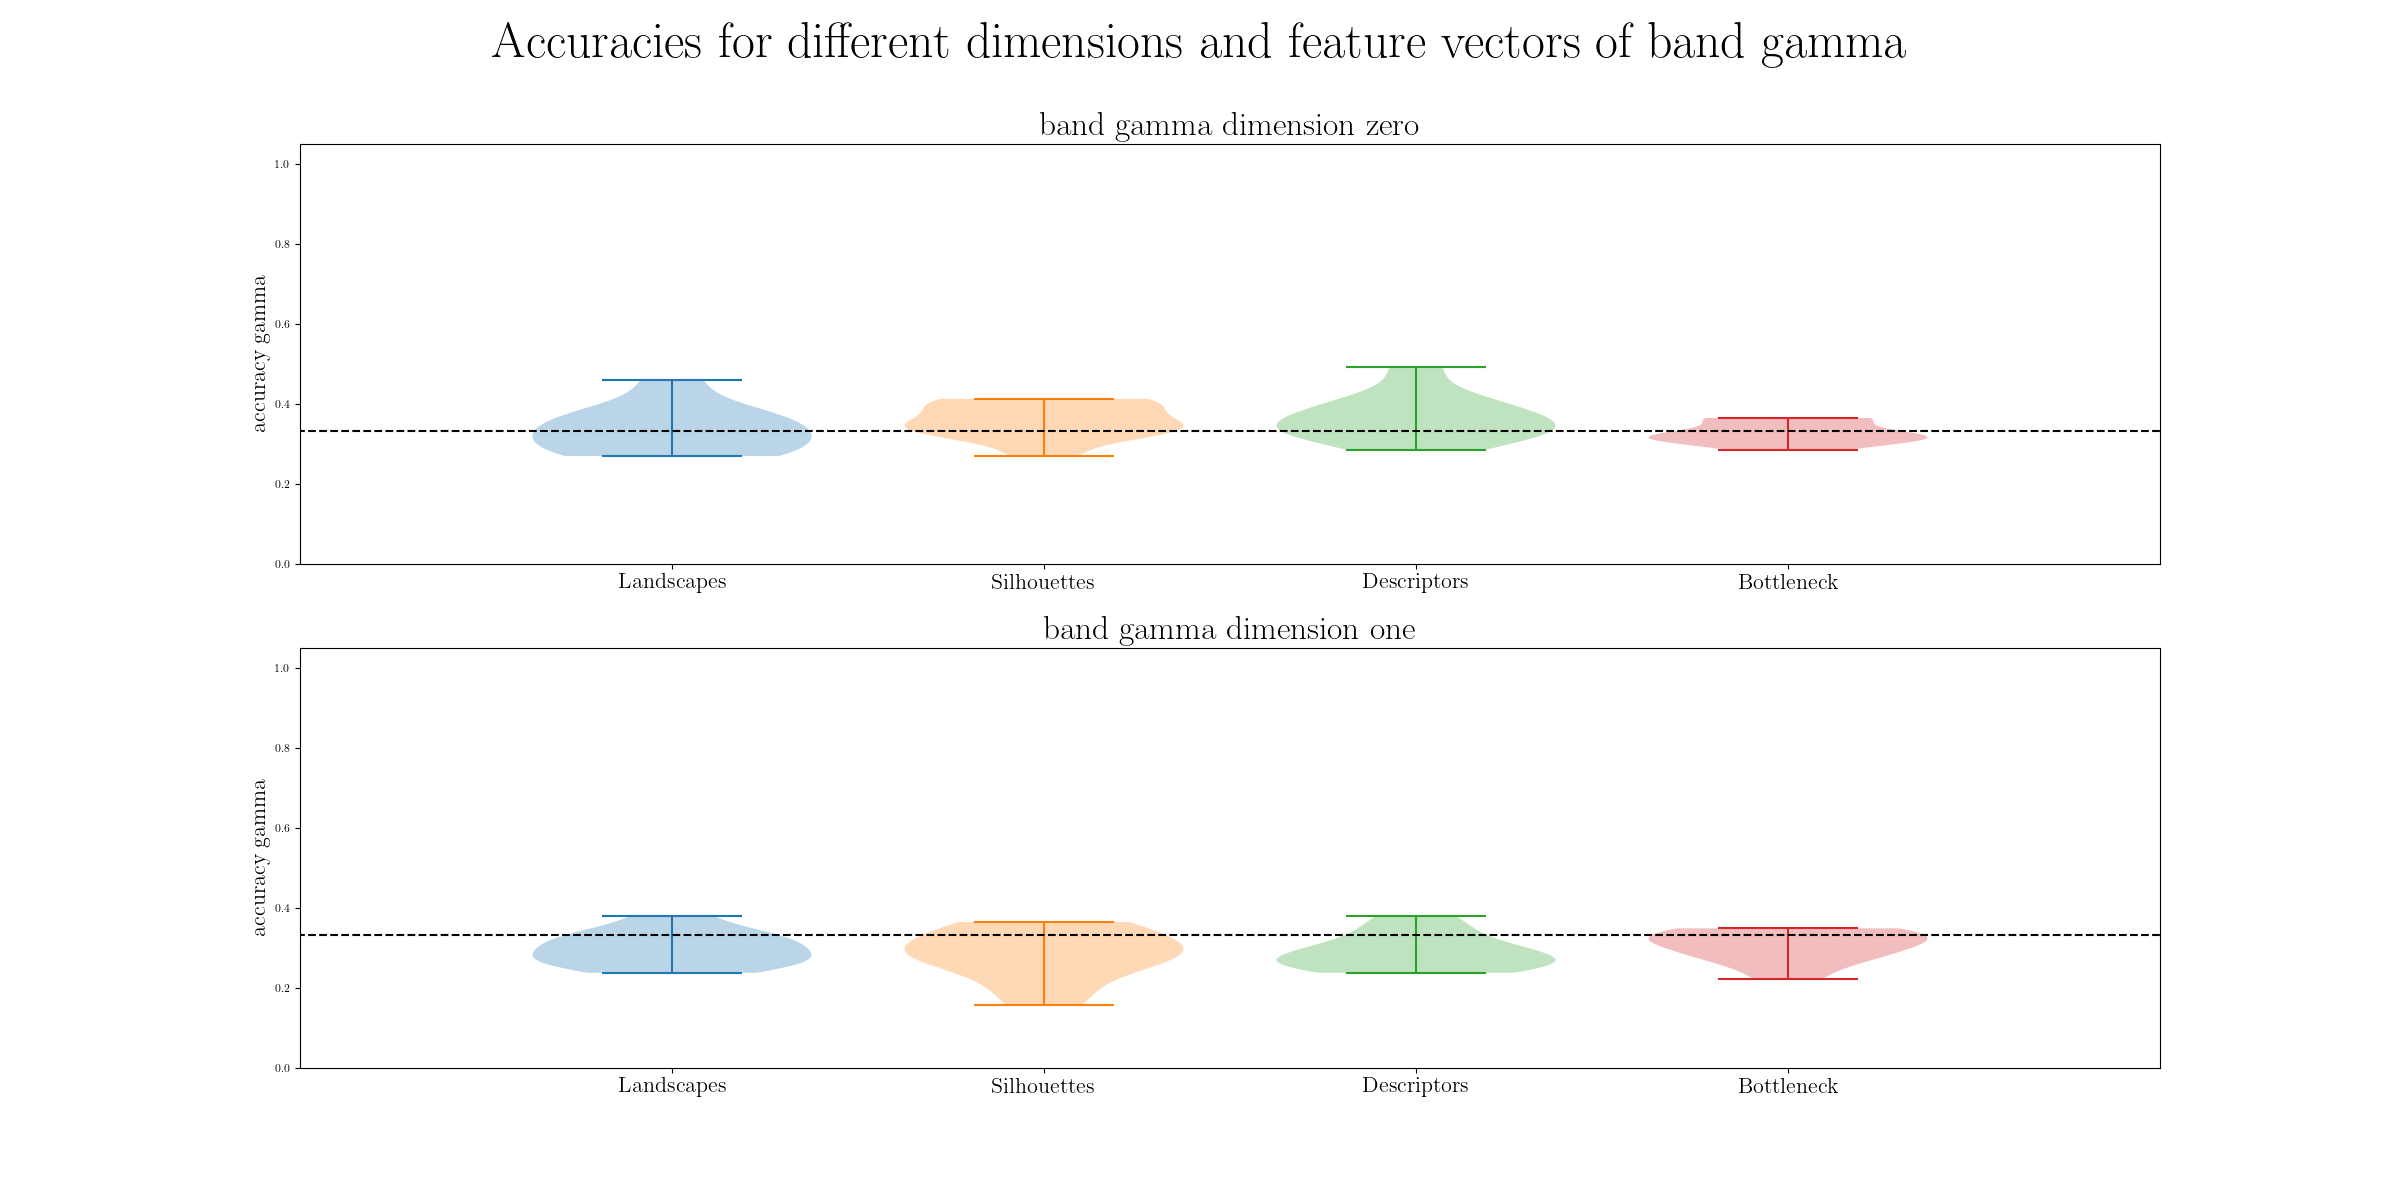 Accuracies for different dimensions and feature vectors of band gamma
band gamma dimension zero
1.0
0.8
0.6
0.4
0.2
0.0
accuracy gamma
Landscapes Silhouettes Descriptors Bottleneck
band gamma dimension one
1.0
0.8
0.6
0.4
0.2
0.0
accuracy gamma
Landscapes Silhouettes Descriptors Bottleneck